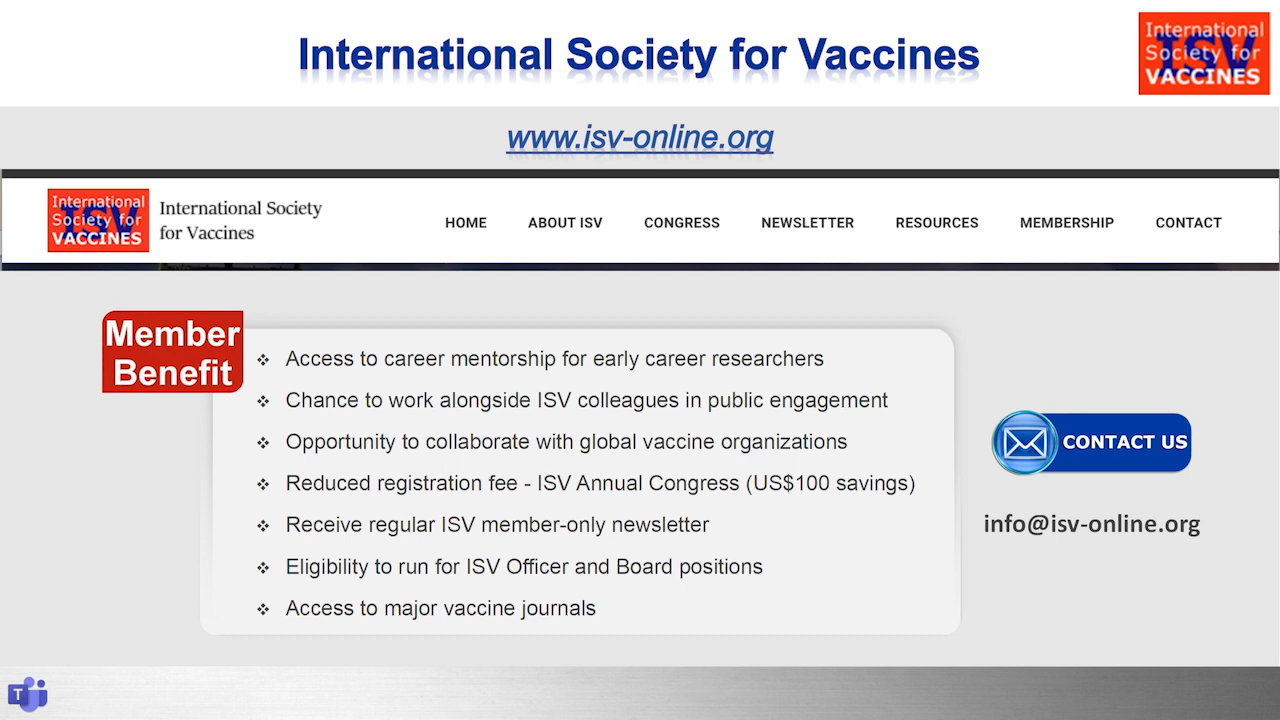 International Society for Vaccines
International
Society for
ISV
VACCINES
www.isv-online.org
International
Society for
ISV
VACCINES
International Society
for Vaccines
HOME ABOUT ISV CONGRESS NEWSLETTER RESOURCES MEMBERSHIP CONTACT
Member
Benefit
❖ Access to career mentorship for early career researchers
❖ Chance to work alongside ISV colleagues in public engagement
❖ Opportunity to collaborate with global vaccine organizations
❖ Reduced registration fee - ISV Annual Congress (US$100 savings)
❖ Receive regular ISV member-only newsletter
❖ Eligibility to run for ISV Officer and Board positions
❖ Access to major vaccine journals
CONTACT US
info@isv-online.org
T